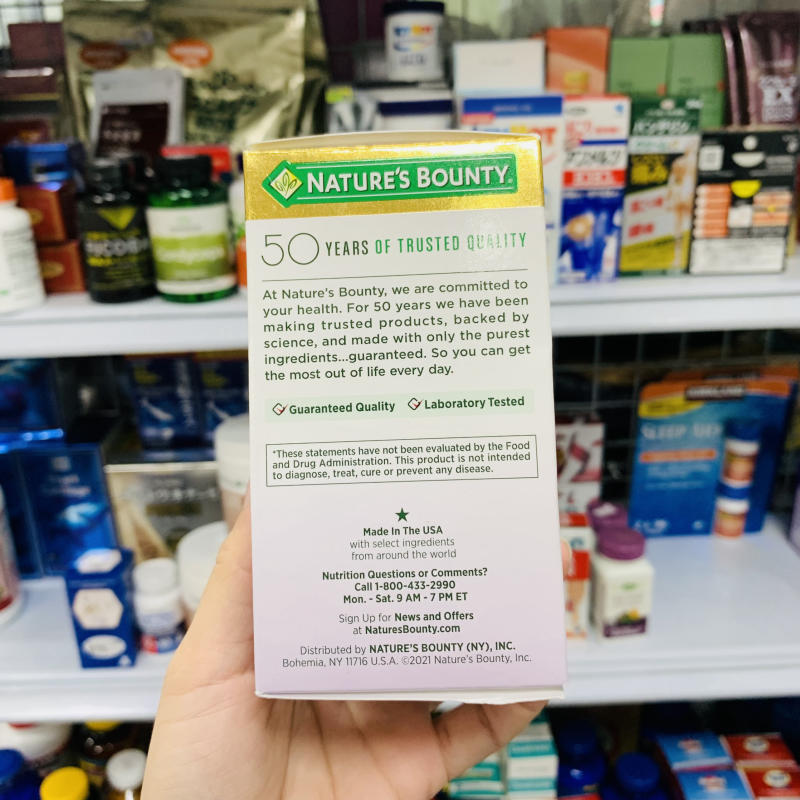 NATURE'S BOUNTY®
50 YEARS OF TRUSTED QUALITY
At Nature's Bounty, we are committed to
your health. For 50 years we have been
making trusted products, backed by
science, and made with only the purest
ingredients...guaranteed. So you can get
the most out of life every day.
Guaranteed Quality Laboratory Tested
*These statements have not been evaluated by the Food
and Drug Administration. This product is not intended
to diagnose, treat, cure or prevent any disease.
Made In The USA
with select ingredients
from around the world
Nutrition Questions or Comments?
Call 1-800-433-2990
Mon. - Sat. 9 AM - 7 PM ET
Sign Up for News and Offers
at NaturesBounty.com
Distributed by NATURE'S BOUNTY (NY), INC.
Bohemia, NY 11716 U.S.A. ©2021 Nature's Bounty, Inc.
KIRKLAND
SLEEP AID